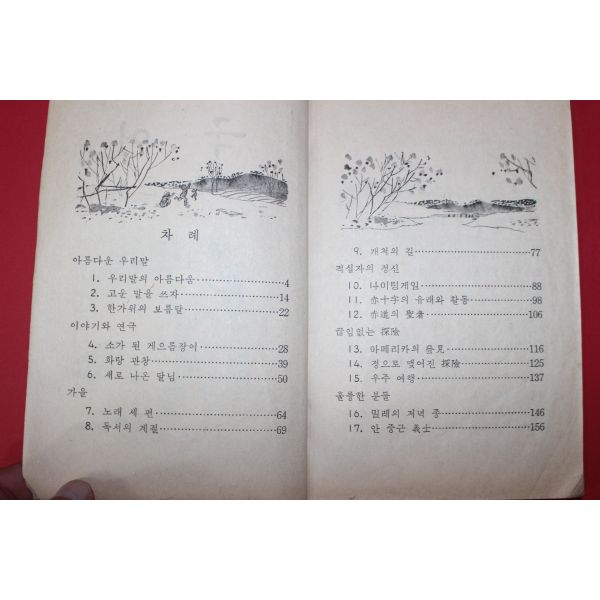 차 례
아름다운 우리말
1. 우리말의 아름다움 4
2. 고운 말을 쓰자 14
3. 한가위의 보름달 22
이야기와 연극
4. 소가 된 게으름장이 28
5. 화랑 관창 39
6. 새로 나온 달님 50
가을
7. 노래 세 편 64
8. 독서의 계절 69
9. 개척의 길 77
적십자의 정신
10. 나이팅게일 88
11. 赤十字의 유래와 활동 98
12. 赤道의 聖者 106
끊임없는 探險
13. 아메리카의 發見 116
14. 정으로 맺어진 探險 125
15. 우주 여행 137
훌륭한 분들
16. 밀레의 저녁 종 146
17. 안 중근 義士 156